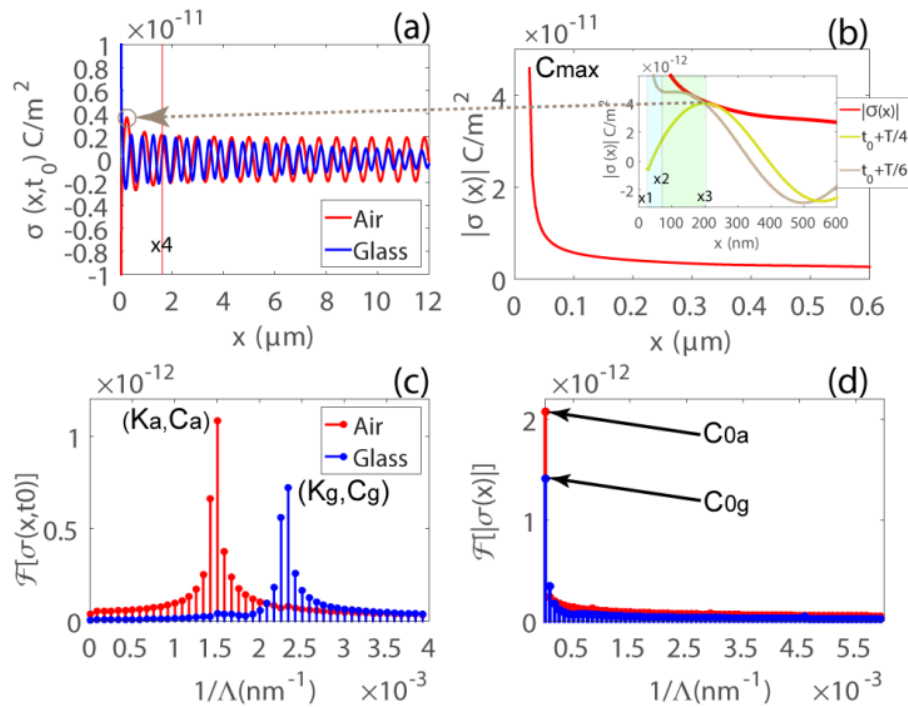 ×10⁻¹¹
(a)
σ (x,t₀) C/m²
1
0.8
0.6
0.4
0.2
0
-0.2
-0.4
-0.6
-0.8
-1
x4
Air
Glass
0 2 4 6 8 10 12
x (μm)
×10⁻¹¹
(b)
|σ (x)| C/m²
5
0
Cmax
0 0.1 0.2 0.3 0.4 0.5 0.6
x (μm)
×10⁻¹²
|σ (x)| C/m²
6
4
2
0
-2
x1
x2
x3
0 100 200 300 400 500 600
x (nm)
|σ(x)|
t₀+T/4
t₀+T/6
×10⁻¹²
(c)
ℱ[σ(x,t0)]
1
0.5
0
(Ka,Ca)
(Kg,Cg)
Air
Glass
0 0.5 1 1.5 2 2.5 3 3.5 4
1/Λ(nm⁻¹) ×10⁻³
×10⁻¹²
(d)
ℱ[|σ(x)|]
2
1
0
C0a
C0g
0.5 1.5 2.5 3.5 4.5 5.5
1/Λ(nm⁻¹) ×10⁻³